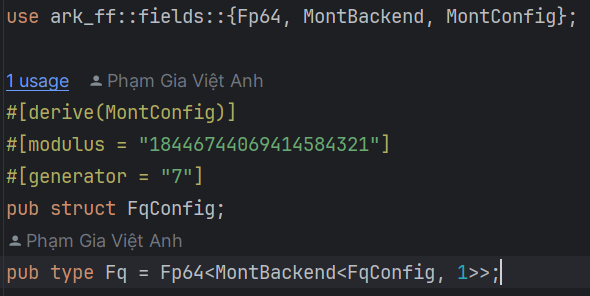 use ark_ff::fields::{Fp64, MontBackend, MontConfig};
1 usage Phạm Gia Việt Anh
#[derive(MontConfig)]
#[modulus = "18446744069414584321"]
#[generator = "7"]
pub struct FqConfig;
Phạm Gia Việt Anh
pub type Fq = Fp64<MontBackend<FqConfig, 1>>;